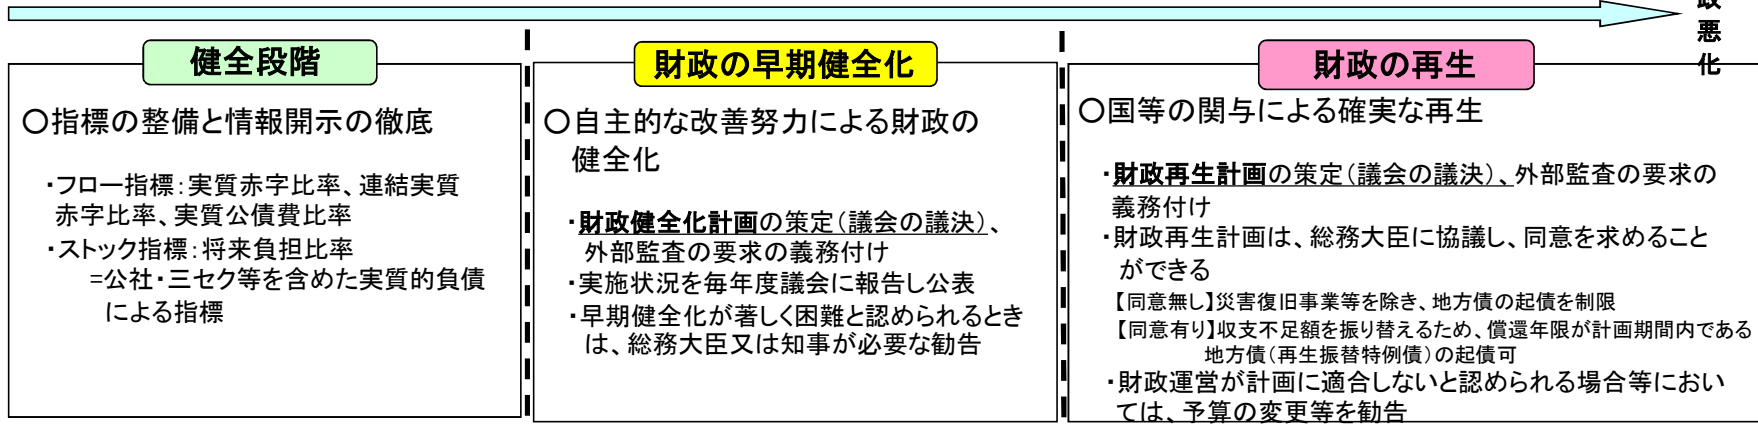 悪
化
健全段階
○指標の整備と情報開示の徹底
・フロー指標：実質赤字比率、連結実質
赤字比率、実質公債費比率
・ストック指標：将来負担比率
=公社・三セク等を含めた実質的負債
による指標
財政の早期健全化
○自主的な改善努力による財政の
健全化
・財政健全化計画の策定（議会の議決）、
外部監査の要求の義務付け
・実施状況を毎年度議会に報告し公表
・早期健全化が著しく困難と認められるとき
は、総務大臣又は知事が必要な勧告
財政の再生
○国等の関与による確実な再生
・財政再生計画の策定（議会の議決）、外部監査の要求の
義務付け
・財政再生計画は、総務大臣に協議し、同意を求めること
ができる
【同意無し】災害復旧事業等を除き、地方債の起債を制限
【同意有り】収支不足額を振り替えるため、償還年限が計画期間内である
地方債（再生振替特例債）の起債可
・財政運営が計画に適合しないと認められる場合等におい
ては、予算の変更等を勧告